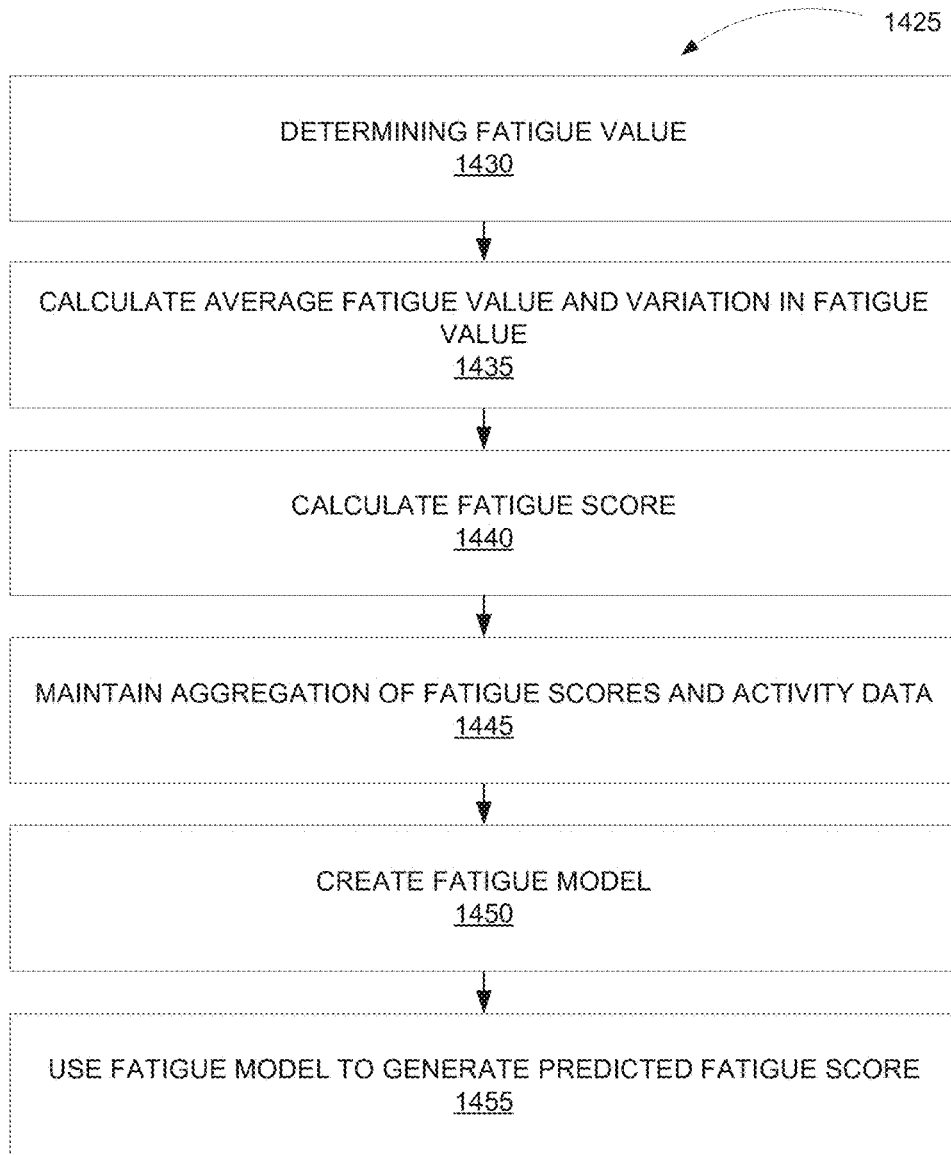 1425
DETERMINING FATIGUE VALUE
1430
CALCULATE AVERAGE FATIGUE VALUE AND VARIATION IN FATIGUE
VALUE
1435
CALCULATE FATIGUE SCORE
1440
MAINTAIN AGGREGATION OF FATIGUE SCORES AND ACTIVITY DATA
1445
CREATE FATIGUE MODEL
1450
USE FATIGUE MODEL TO GENERATE PREDICTED FATIGUE SCORE
1455